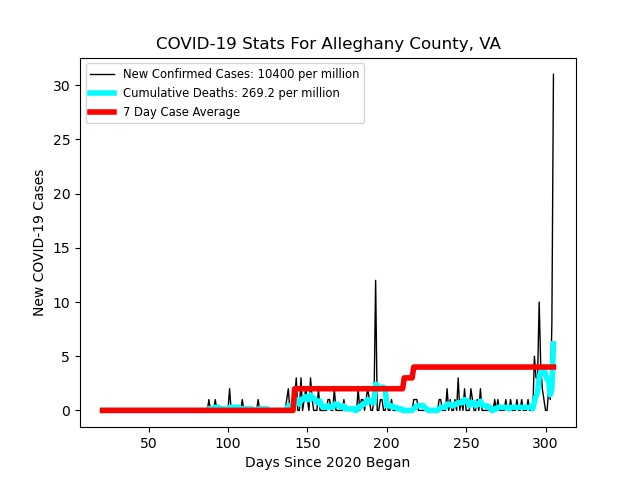 COVID-19 Stats For Alleghany County, VA
New Confirmed Cases: 10400 per million
Cumulative Deaths: 269.2 per million
7 Day Case Average
30
25
20
15
10
5
0
New COVID-19 Cases
50 100 150 200 250 300
Days Since 2020 Began